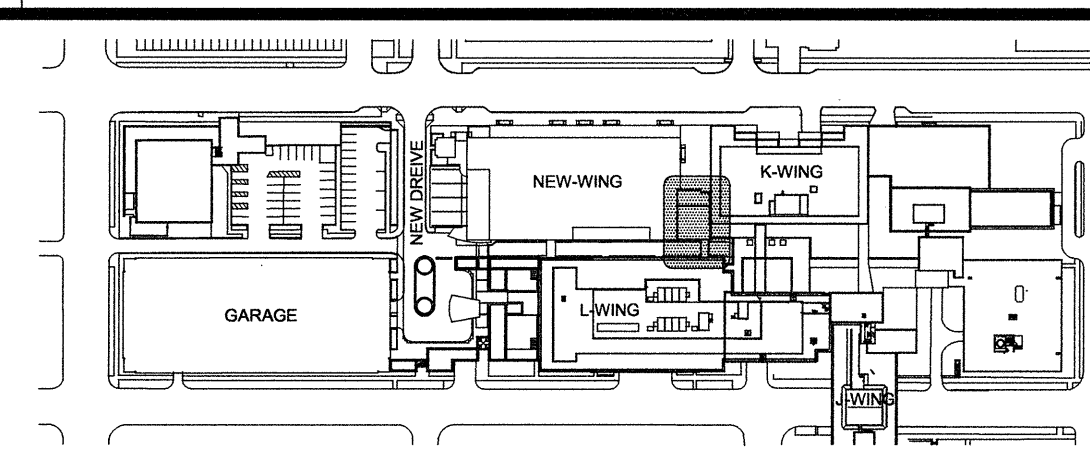 NEW DREIVE
NEW-WING
K-WING
GARAGE
L-WING
J-WING